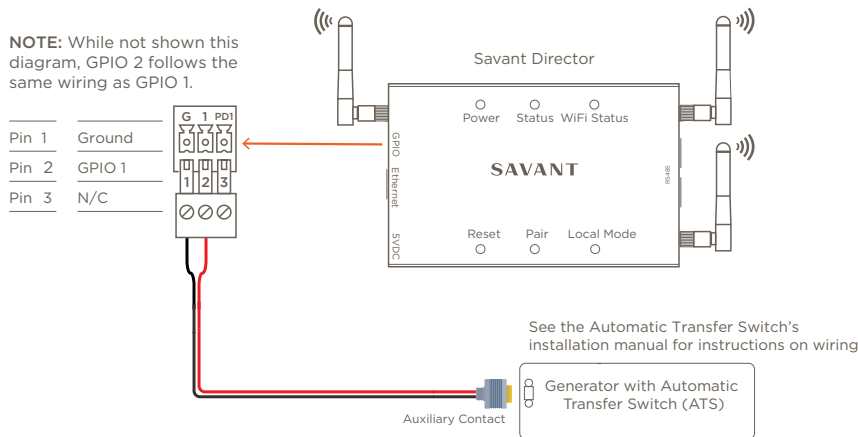 NOTE: While not shown this
diagram, GPIO 2 follows the
same wiring as GPIO 1.
G 1 PD1
Pin 1 Ground
Pin 2 GPIO 1
Pin 3 N/C
1 2 3
Savant Director
Power Status WiFi Status
GPIO
Ethernet
5VDC
SAVANT
RS485
Reset Pair Local Mode
See the Automatic Transfer Switch's
installation manual for instructions on wiring
Generator with Automatic
Transfer Switch (ATS)
Auxiliary Contact